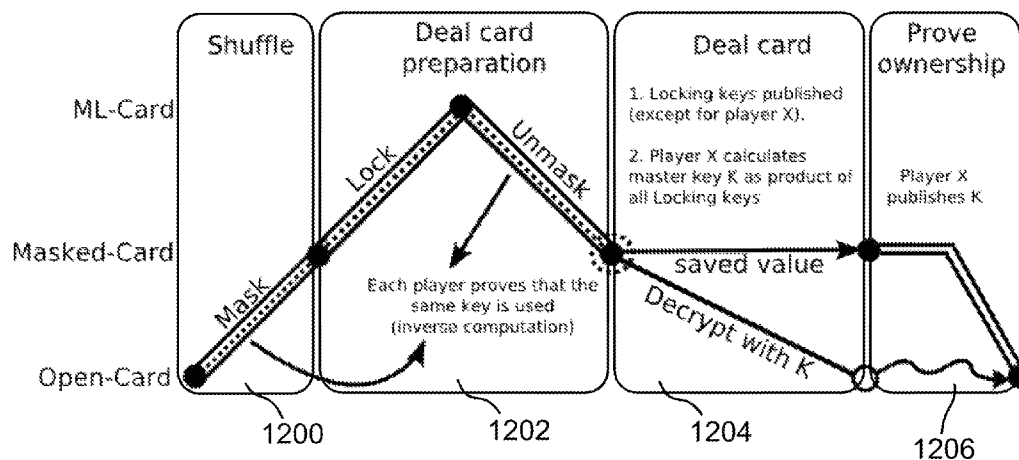 Shuffle
Deal card
preparation
Deal card
Prove
ownership
ML-Card
Masked-Card
Open-Card
Mask
Lock
Unmask
Each player proves that the
same key is used
(inverse computation)
1. Locking keys published
(except for player X).
2. Player X calculates
master key K as product of
all Locking keys
saved value
Decrypt with K
Player X
publishes K
1200
1202
1204
1206